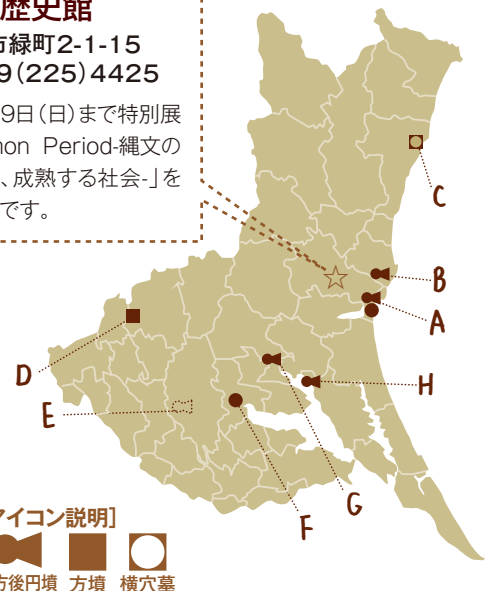 歴史館
市緑町2-1-15
9(225)4425
9日(日)まで特別展
mon Period-縄文の
、成熟する社会-」を
です。
C
B
A
D
H
E
G
F
アイコン説明]
方後円墳 方墳 横穴墓